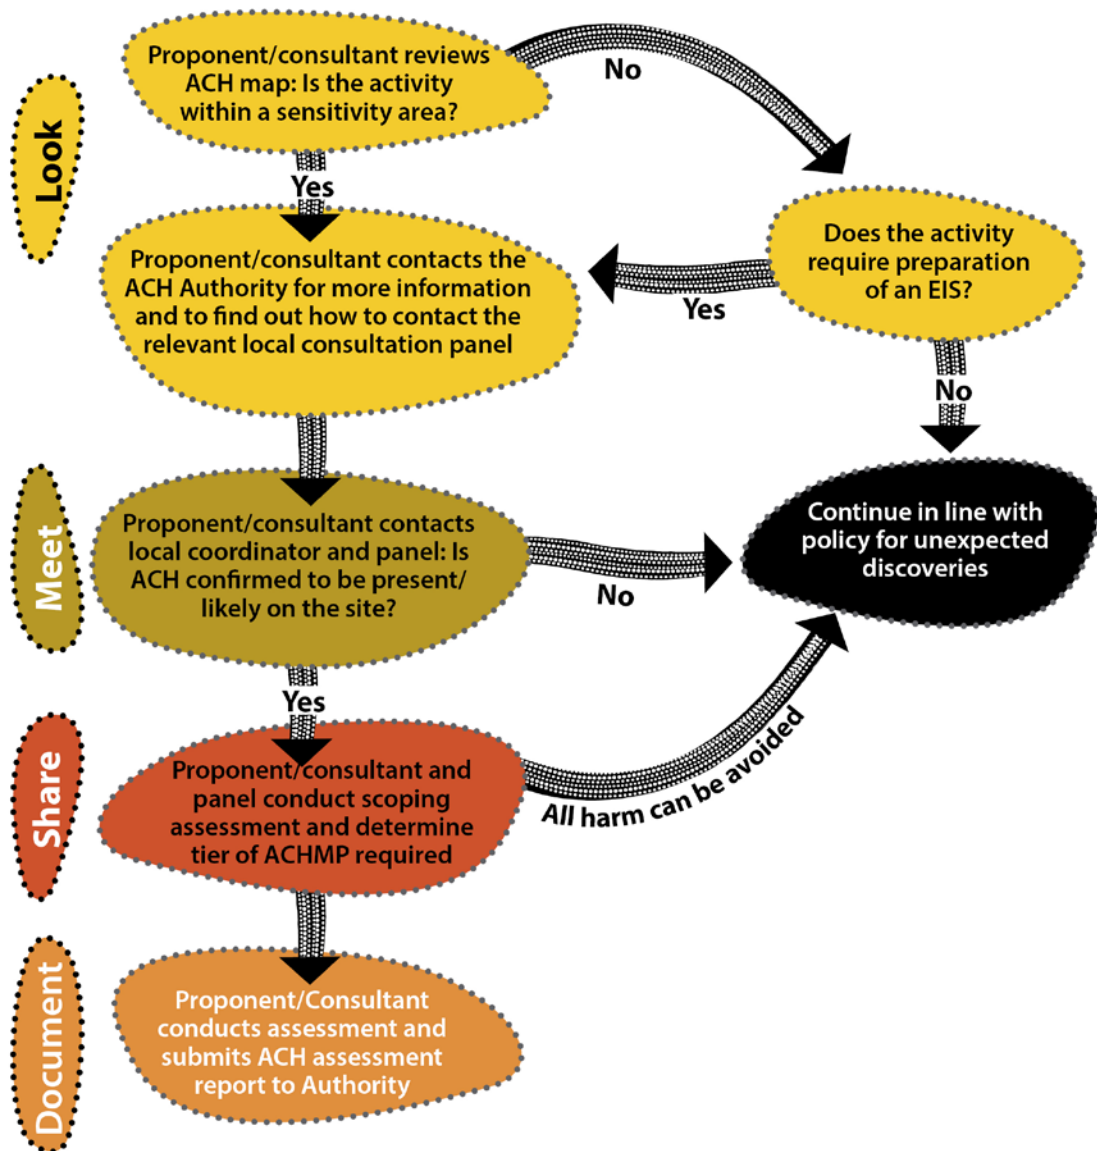 Look
Proponent/consultant reviews
ACH map: Is the activity
within a sensitivity area?
No
Yes
Does the activity
require preparation
of an EIS?
Yes
No
Proponent/consultant contacts the
ACH Authority for more information
and to find out how to contact the
relevant local consultation panel
Meet
Proponent/consultant contacts
local coordinator and panel: Is
ACH confirmed to be present/
likely on the site?
No
Continue in line with
policy for unexpected
discoveries
Yes
Share
Proponent/consultant and
panel conduct scoping
assessment and determine
tier of ACHMP required
All harm can be avoided
Document
Proponent/Consultant
conducts assessment and
submits ACH assessment
report to Authority